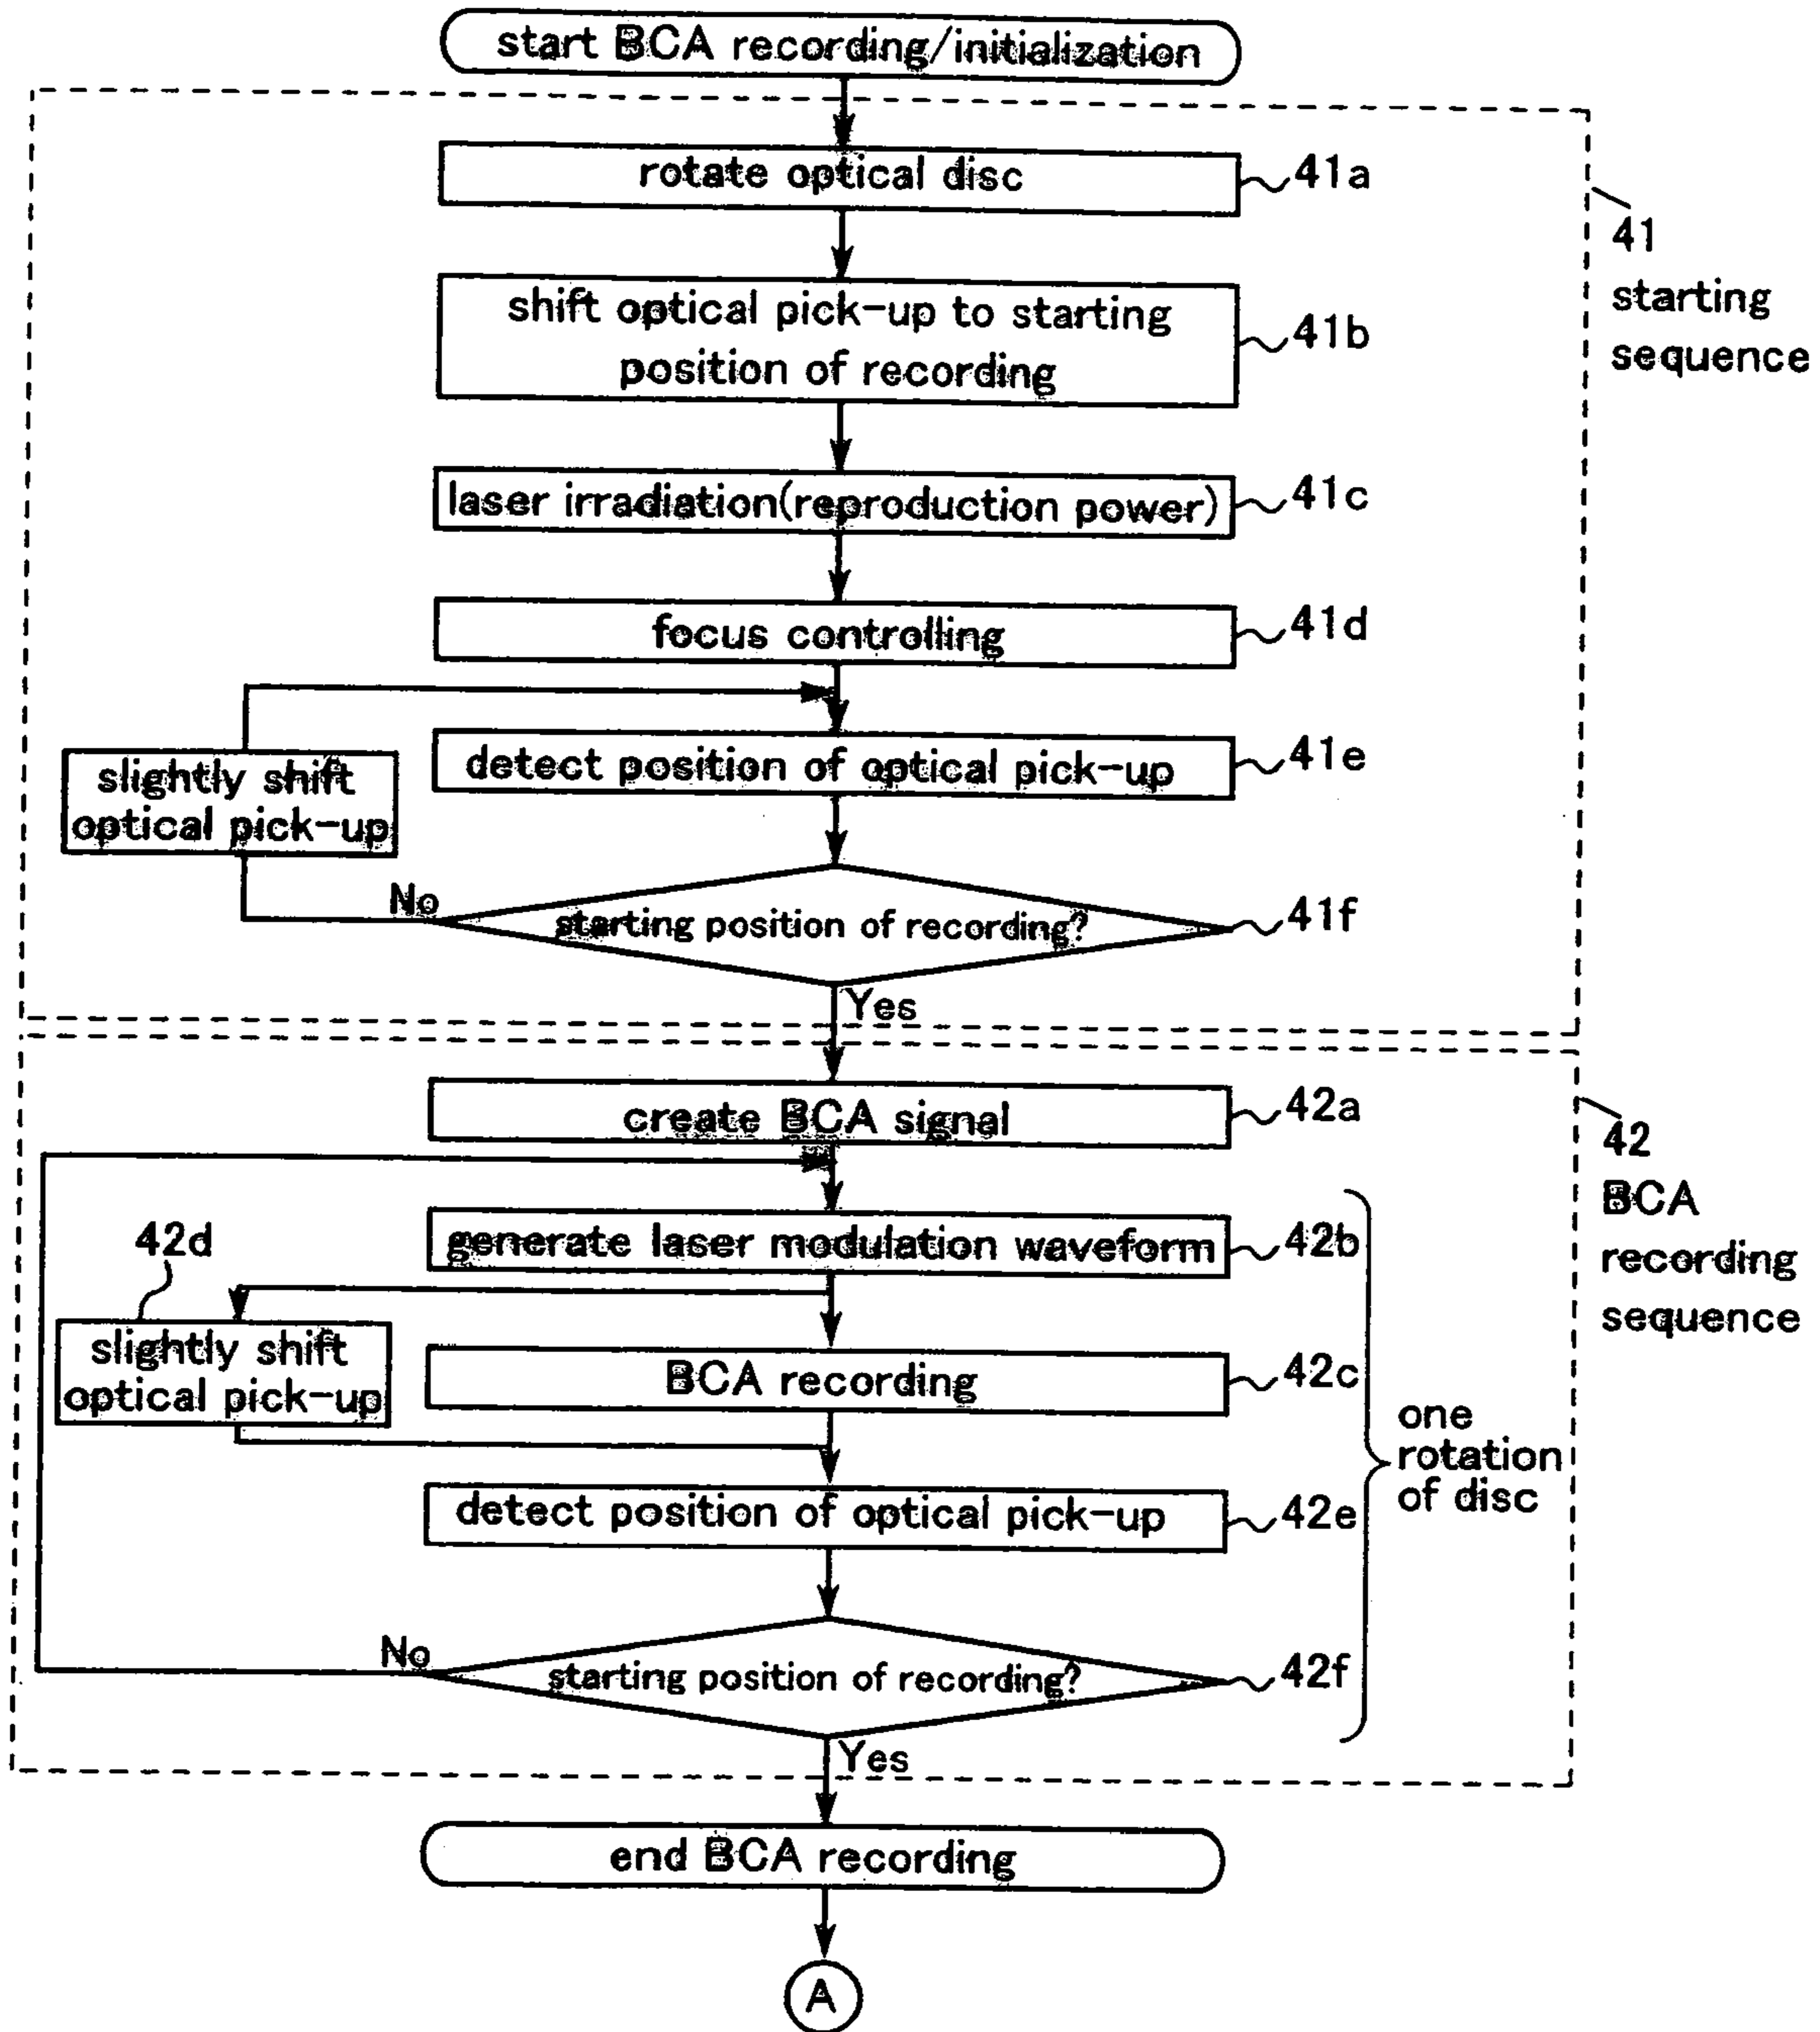 start BCA recording/initialization
rotate optical disc
41a
41
starting
sequence
shift optical pick-up to starting
position of recording
41b
laser irradiation(reproduction power)
41c
focus controlling
41d
slightly shift
optical pick-up
detect position of optical pick-up
41e
No
starting position of recording?
41f
Yes
create BCA signal
42a
42
BCA
recording
sequence
generate laser modulation waveform
42b
42d
slightly shift
optical pick-up
BCA recording
42c
one
rotation
of disc
detect position of optical pick-up
42e
No
starting position of recording?
42f
Yes
end BCA recording
A